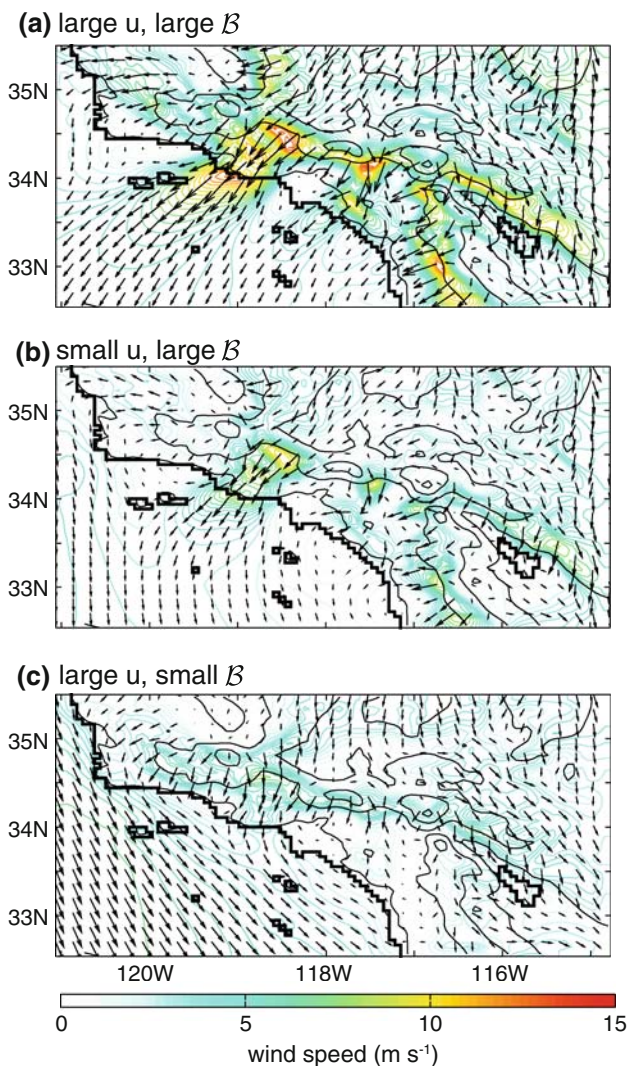 (a) large u, large ℬ
35N
34N
33N
(b) small u, large ℬ
35N
34N
33N
(c) large u, small ℬ
35N
34N
33N
120W 118W 116W
0 5 10 15
wind speed (m s⁻¹)